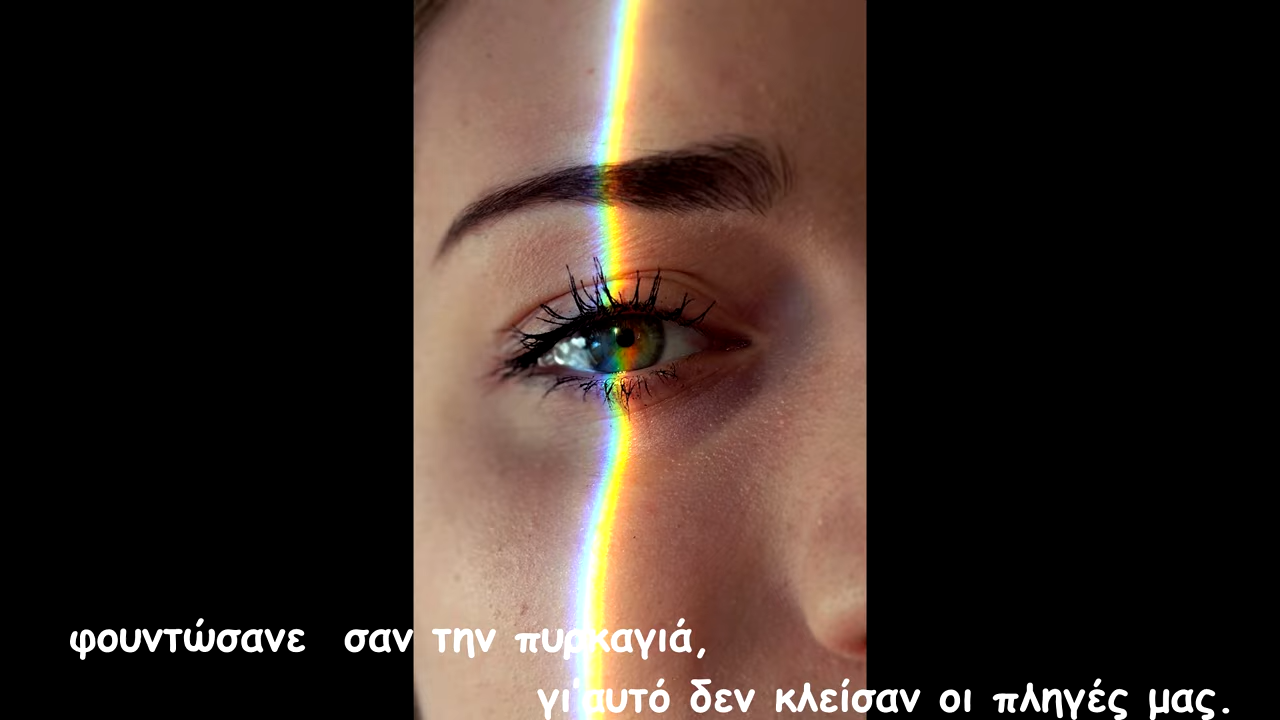 φουντώσανε σαν την πυρκαγιά,
γι'αυτό δεν κλείσαν οι πληγές μας.